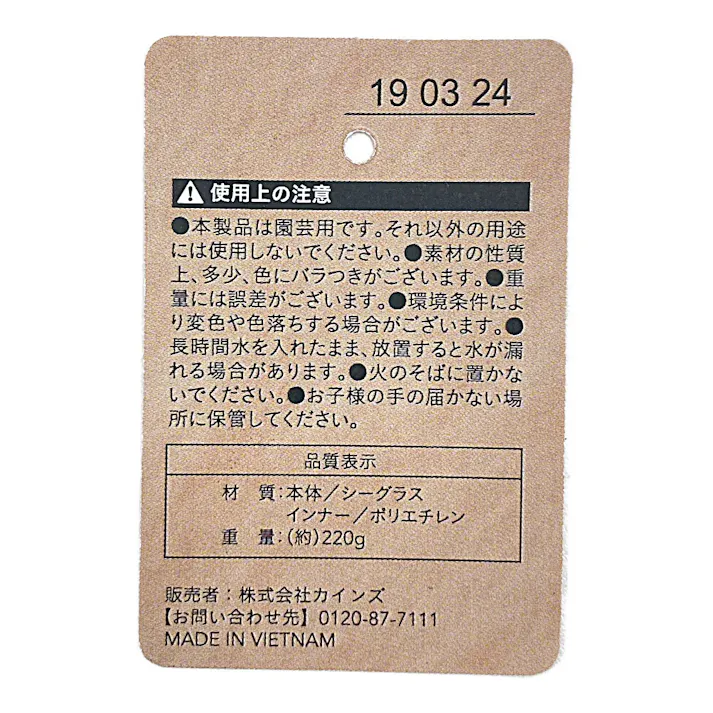 19 03 24
使用上の注意
●本製品は園芸用です。それ以外の用途
には使用しないでください。●素材の性質
上、多少、色にバラつきがございます。●重
量には誤差がございます。●環境条件によ
り変色や色落ちする場合がございます。●
長時間水を入れたまま、放置すると水が漏
れる場合があります。●火のそばに置かな
いでください。●お子様の手の届かない場
所に保管してください。
品質表示
材 質:本体/シーグラス
インナー/ポリエチレン
重 量:(約)220g
販売者:株式会社カインズ
【お問い合わせ先】0120-87-7111
MADE IN VIETNAM